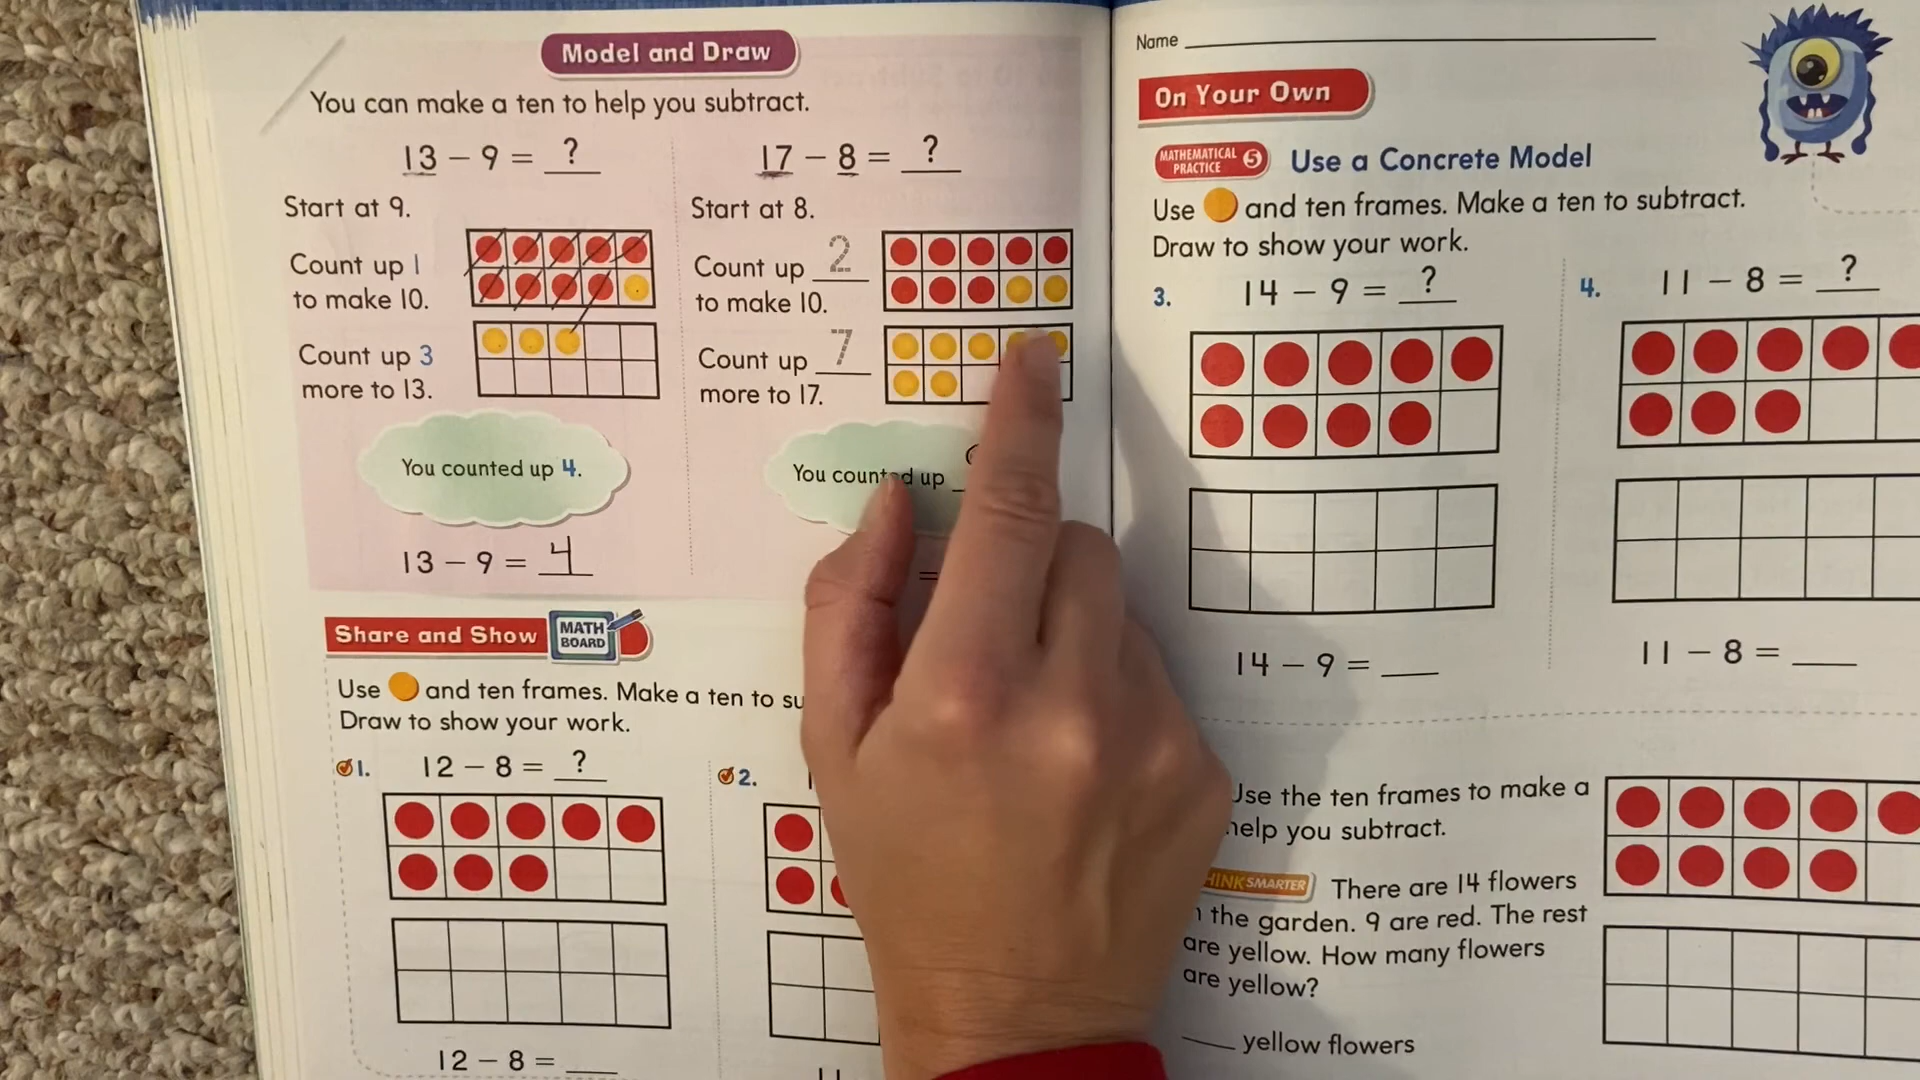 Model and Draw
You can make a ten to help you subtract.
13 − 9 = ?
Start at 9.
Count up 1
to make 10.
Count up 3
more to 13.
You counted up 4.
13 − 9 = 4
17 − 8 = ?
Start at 8.
Count up 2
to make 10.
Count up 7
more to 17.
You counted up
=
Share and Show
MATH
BOARD
Use and ten frames. Make a ten to
Draw to show your work.
1. 12 − 8 = ?
12 − 8 = ___
2.
Name
On Your Own
MATHEMATICAL
PRACTICE 5
Use a Concrete Model
Use and ten frames. Make a ten to subtract.
Draw to show your work.
3. 14 − 9 = ?
14 − 9 = ___
4. 11 − 8 = ?
11 − 8 = ___
Use the ten frames to make a
help you subtract.
THINKSMARTER There are 14 flowers
the garden. 9 are red. The rest
are yellow. How many flowers
are yellow?
___ yellow flowers